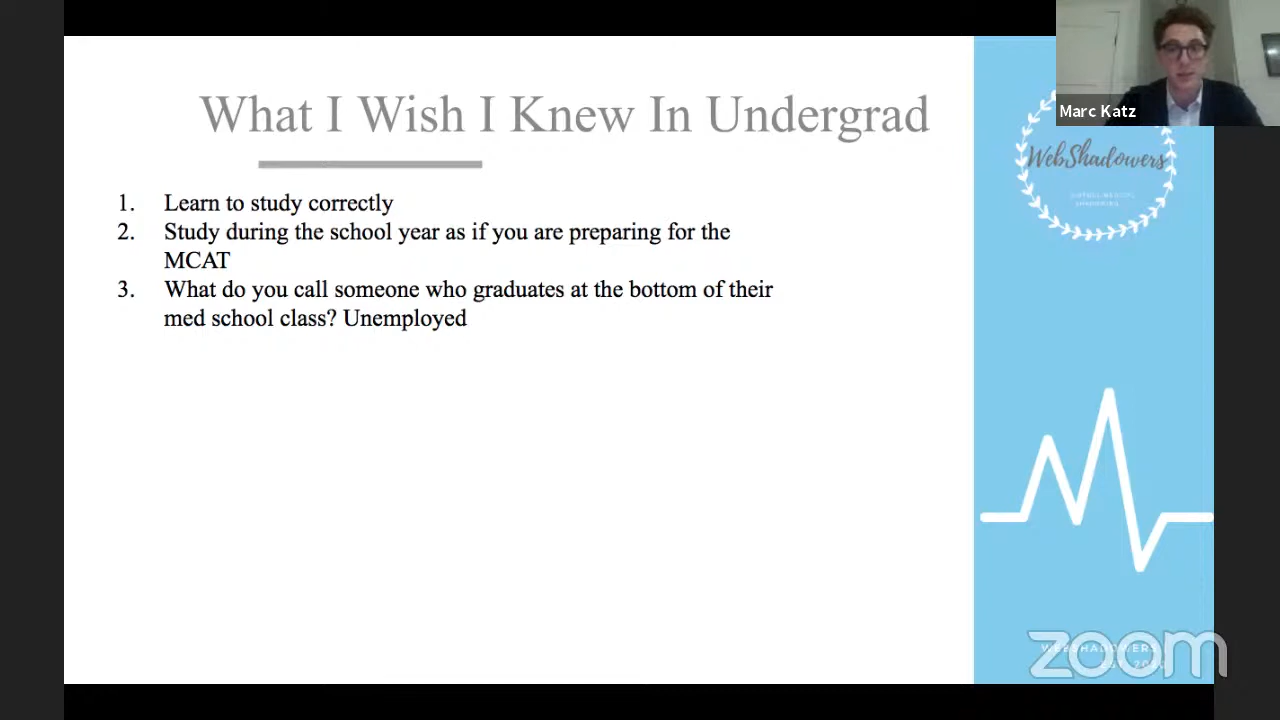 What I Wish I Knew In Undergrad
1. Learn to study correctly
2. Study during the school year as if you are preparing for the
MCAT
3. What do you call someone who graduates at the bottom of their
med school class? Unemployed
Marc Katz
WebShadowers
SHADOWING
WEBSHADOWERS
zoom